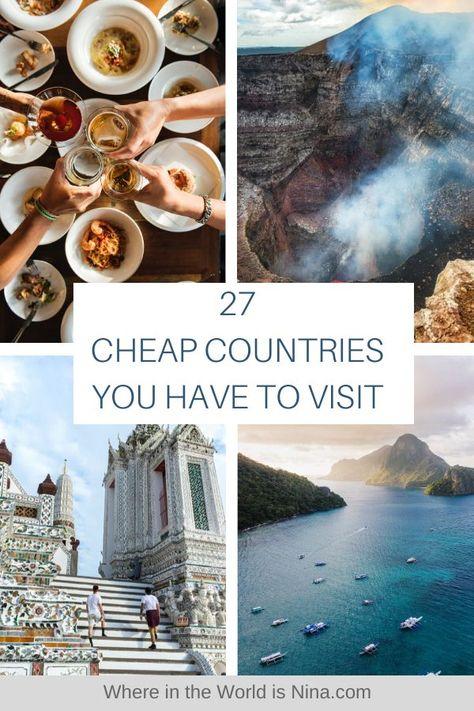 27
CHEAP COUNTRIES
YOU HAVE TO VISIT
Where in the World is Nina.com